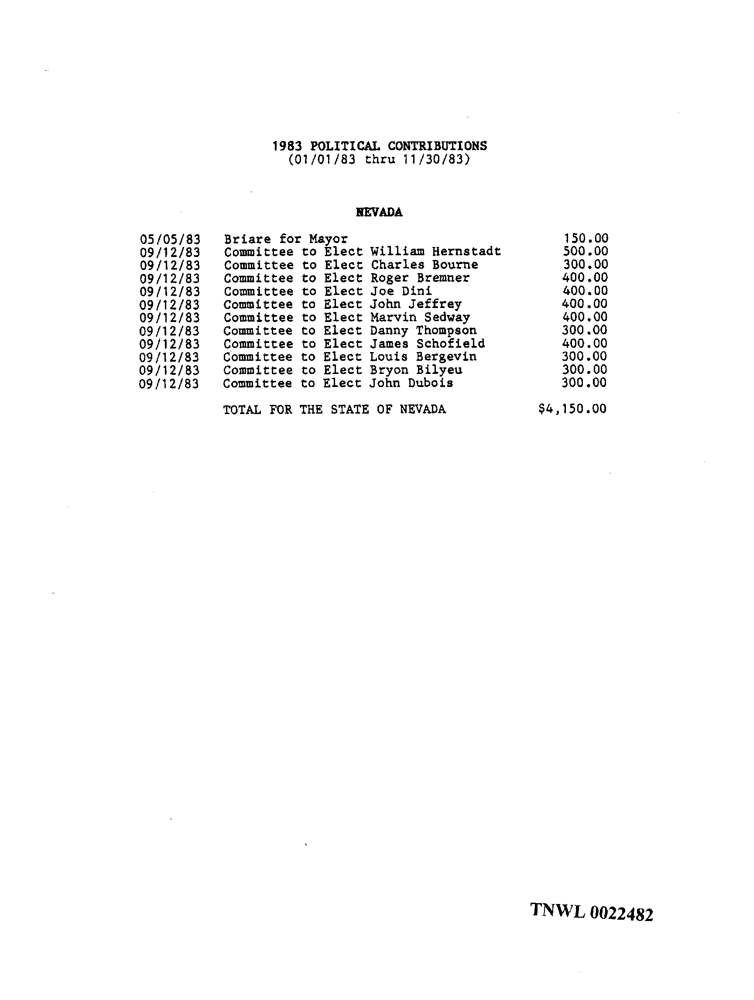 1983 POLITICAL CONTRIBUTIONS
(01/01/83 thru 11/30/83)
NEVADA
05/05/83 Briare for Mayor 150.00
09/12/83 Committee to Elect William Hernstadt 500.00
09/12/83 Committee to Elect Charles Bourne 300.00
09/12/83 Committee to Elect Roger Bremner 400.00
09/12/83 Committee to Elect Joe Dini 400.00
09/12/83 Committee to Elect John Jeffrey 400.00
09/12/83 Committee to Elect Marvin Sedway 400.00
09/12/83 Committee to Elect Danny Thompson 300.00
09/12/83 Committee to Elect James Schofield 400.00
09/12/83 Committee to Elect Louis Bergevin 300.00
09/12/83 Committee to Elect Bryon Bilyeu 300.00
09/12/83 Committee to Elect John Dubois 300.00
TOTAL FOR THE STATE OF NEVADA $4,150.00
TNWL 0022482